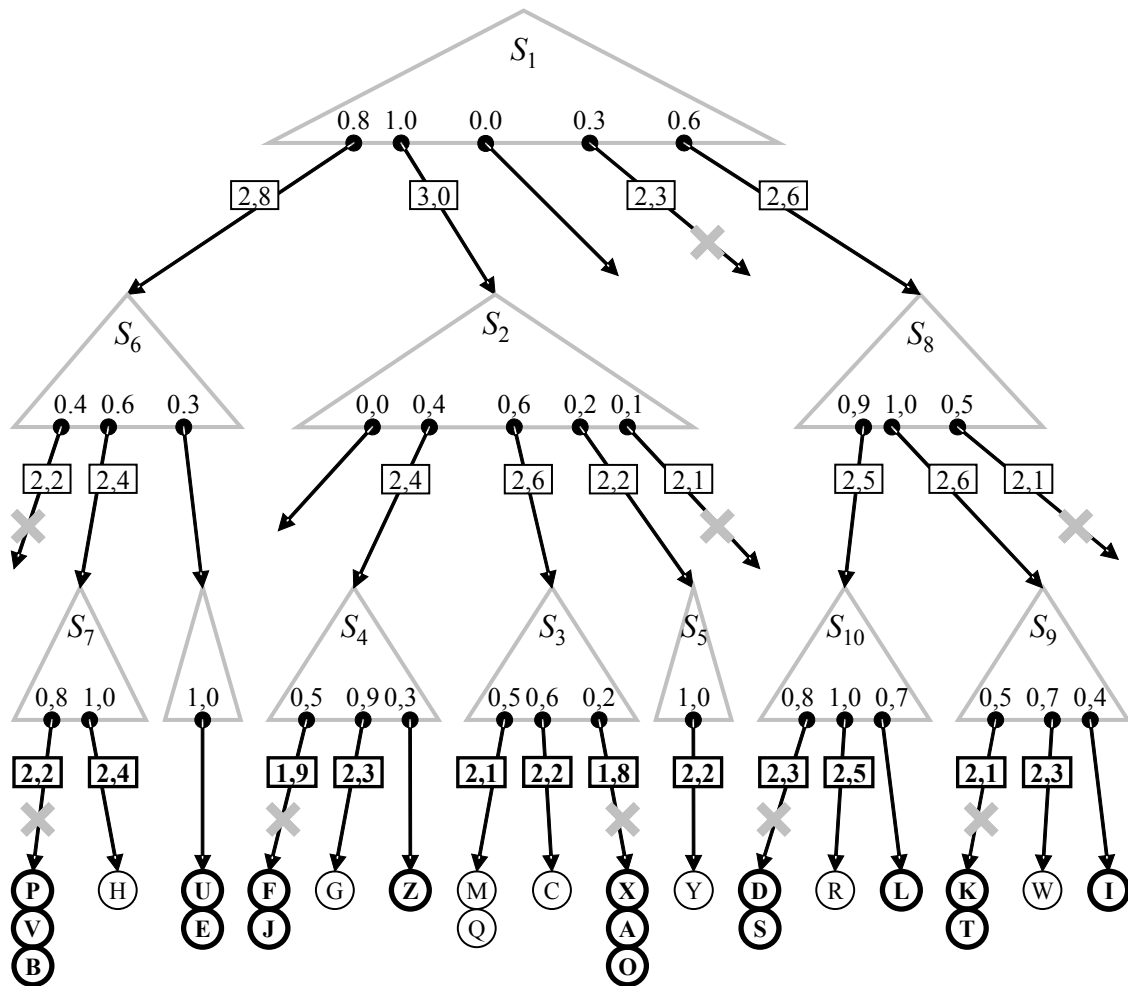 S1
0.8 1.0 0.0 0.3 0.6
2,8 3,0 2,3 2,6
S6 S2 S8
0.4 0.6 0.3 0,0 0,4 0,6 0,2 0,1 0,9 1,0 0,5
2,2 2,4 2,4 2,6 2,2 2,1 2,5 2,6 2,1
S7 S4 S3 S5 S10 S9
0,8 1,0 1,0 0,5 0,9 0,3 0,5 0,6 0,2 1,0 0,8 1,0 0,7 0,5 0,7 0,4
2,2 2,4 1,9 2,3 2,1 2,2 1,8 2,2 2,3 2,5 2,1 2,3
P H U F G Z M C X Y D R L K W I
V E J Q A S T
B O